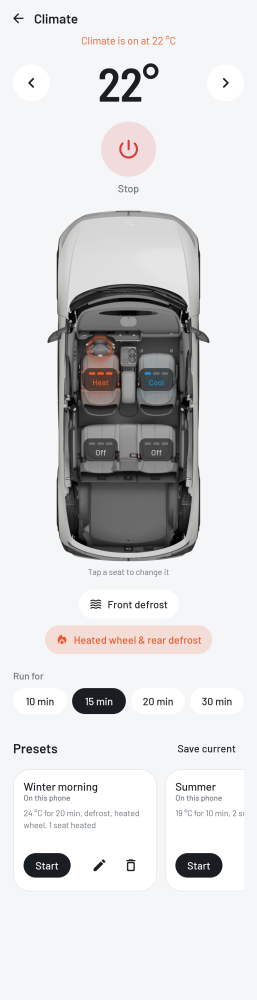 Climate
Climate is on at 22 °C
22°
Stop
Heat
Cool
Off
Off
Tap a seat to change it
Front defrost
Heated wheel & rear defrost
Run for
10 min
15 min
20 min
30 min
Presets
Save current
Winter morning
On this phone
24 °C for 20 min, defrost, heated
wheel, 1 seat heated
Start
Summer
On this phone
19 °C for 10 min, 2
Start